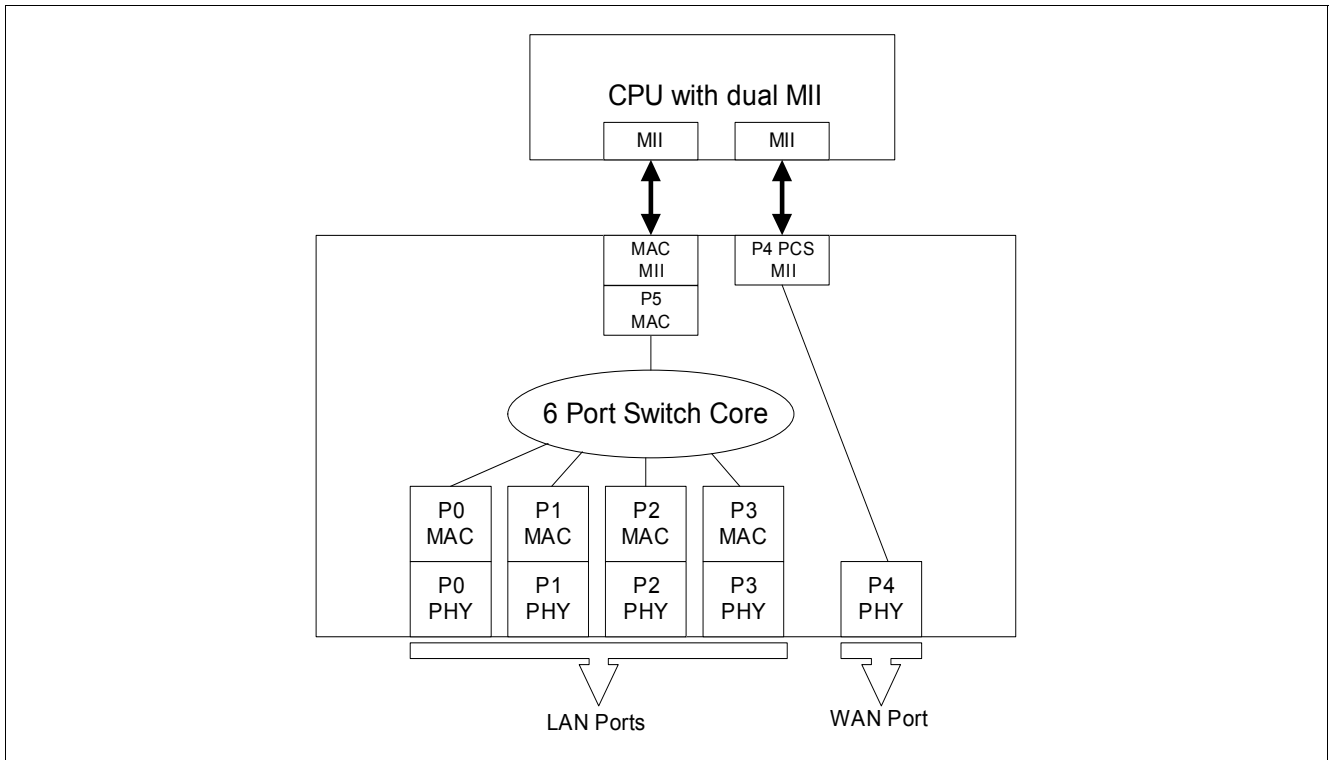 CPU with dual MII
MII
MII
MAC
MII
P4 PCS
MII
P5
MAC
6 Port Switch Core
P0
MAC
P1
MAC
P2
MAC
P3
MAC
P0
PHY
P1
PHY
P2
PHY
P3
PHY
P4
PHY
LAN Ports
WAN Port